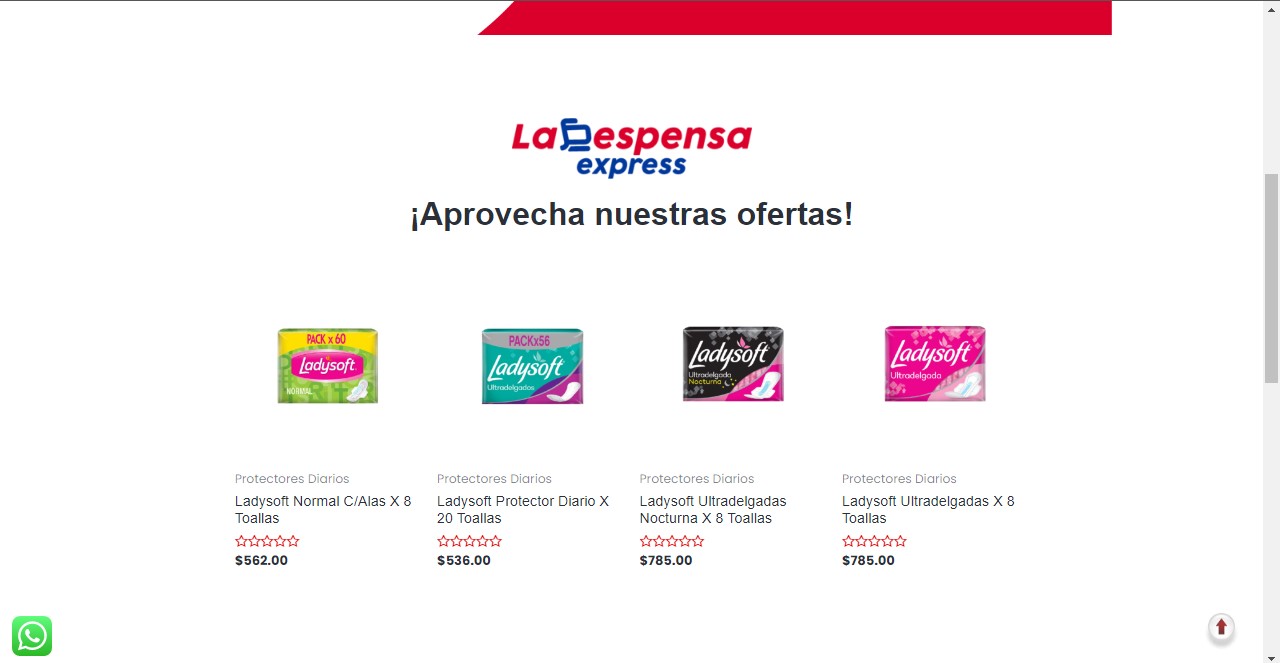 La Despensa
express
¡Aprovecha nuestras ofertas!
PACK x 60
Ladysoft
NORMAL
PACKx56
Ladysoft
Ultradelgados
Ladysoft
Ultradelgada
Nocturna
Ladysoft
Ultradelgada
Protectores Diarios
Ladysoft Normal C/Alas X 8
Toallas
$562.00
Protectores Diarios
Ladysoft Protector Diario X
20 Toallas
$536.00
Protectores Diarios
Ladysoft Ultradelgadas
Nocturna X 8 Toallas
$785.00
Protectores Diarios
Ladysoft Ultradelgadas X 8
Toallas
$785.00